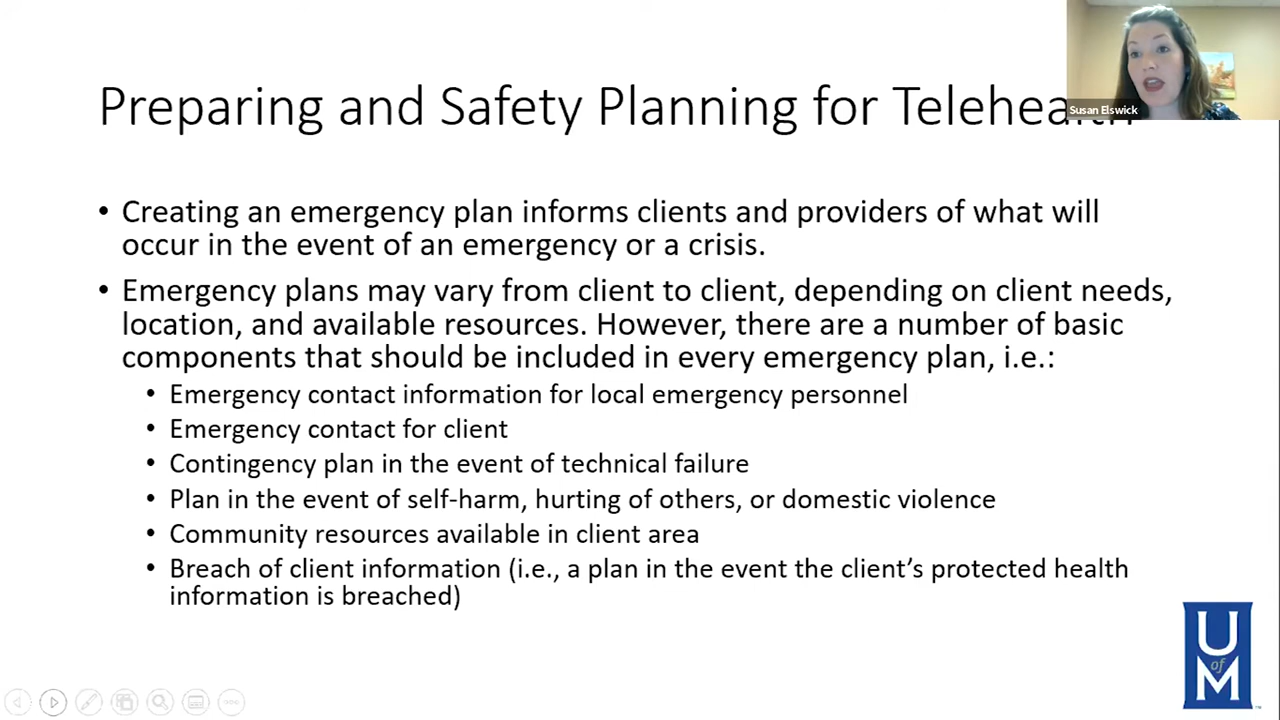 Susan Elswick
Preparing and Safety Planning for Telehealth
• Creating an emergency plan informs clients and providers of what will
occur in the event of an emergency or a crisis.
• Emergency plans may vary from client to client, depending on client needs,
location, and available resources. However, there are a number of basic
components that should be included in every emergency plan, i.e.:
• Emergency contact information for local emergency personnel
• Emergency contact for client
• Contingency plan in the event of technical failure
• Plan in the event of self-harm, hurting of others, or domestic violence
• Community resources available in client area
• Breach of client information (i.e., a plan in the event the client’s protected health
information is breached)
U
of
M
™